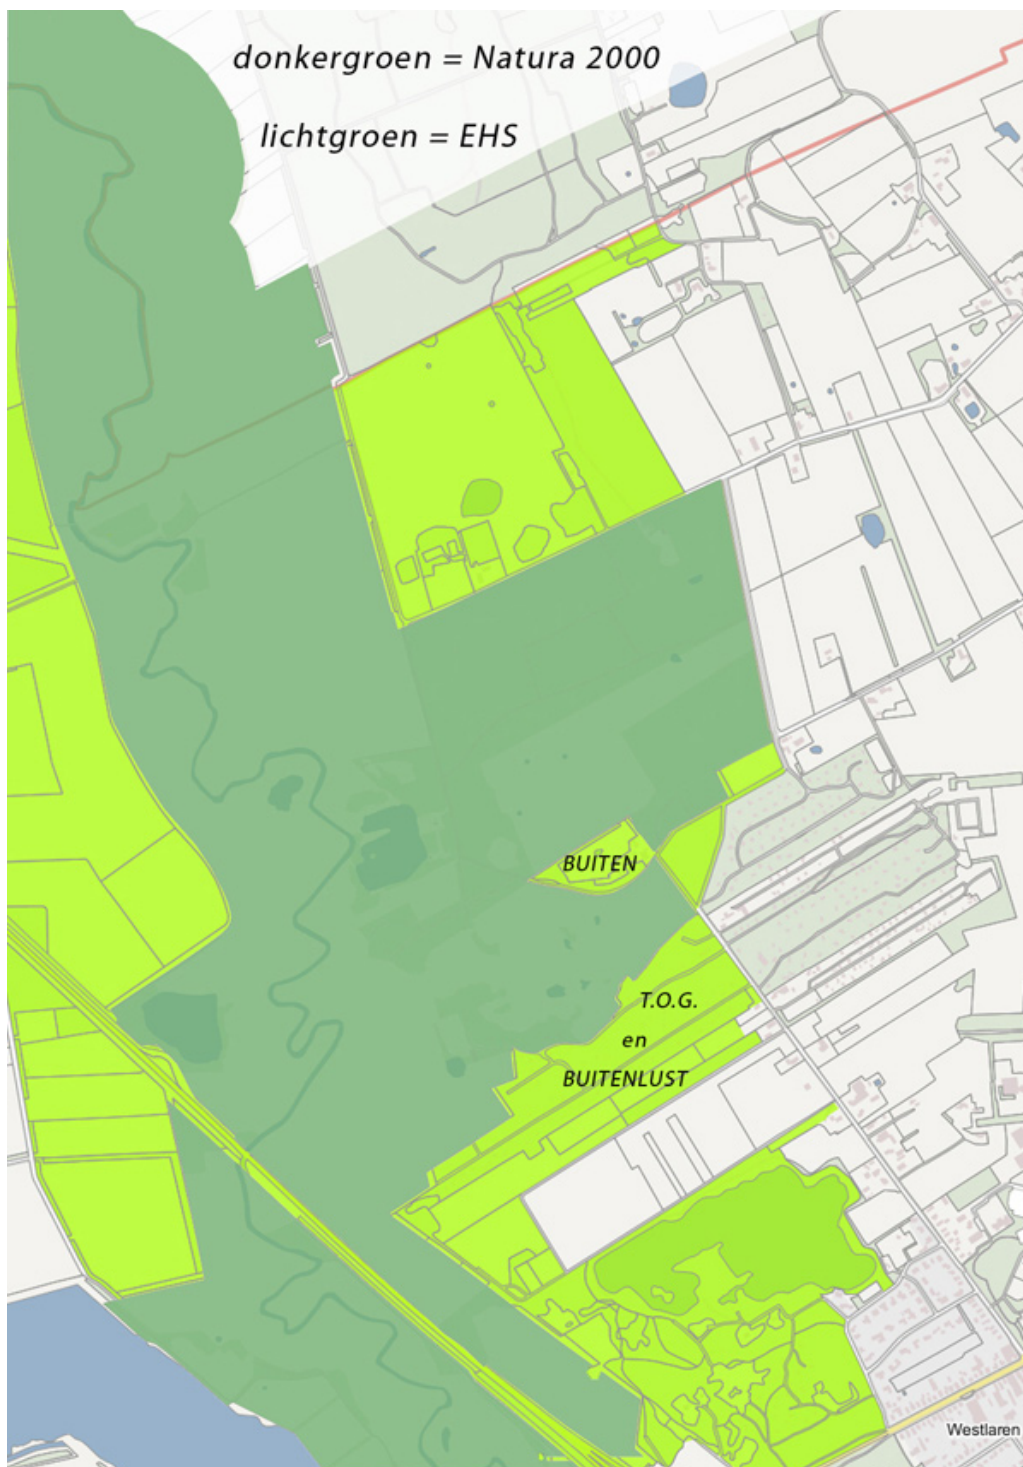 donkergroen = Natura 2000
lichtgroen = EHS
BUITEN
T.O.G.
en
BUITENLUST
Westlaren